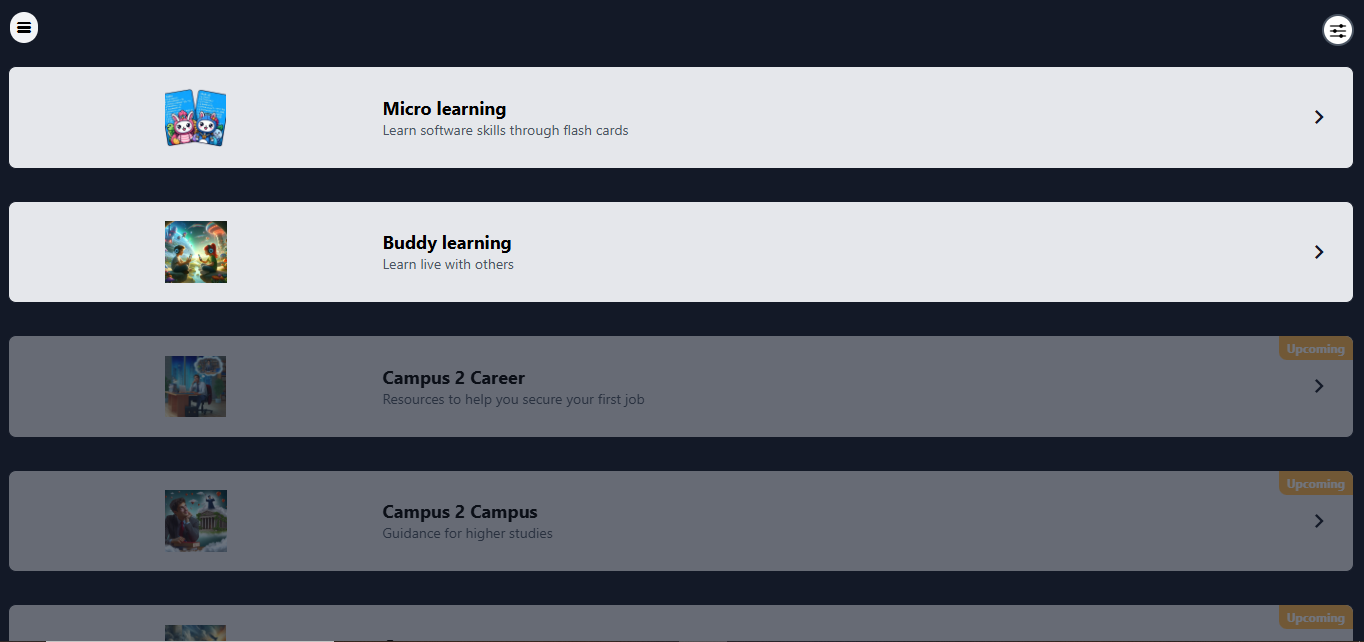 Micro learning
Learn software skills through flash cards
Buddy learning
Learn live with others
Upcoming
Campus 2 Career
Resources to help you secure your first job
Upcoming
Campus 2 Campus
Guidance for higher studies
Upcoming